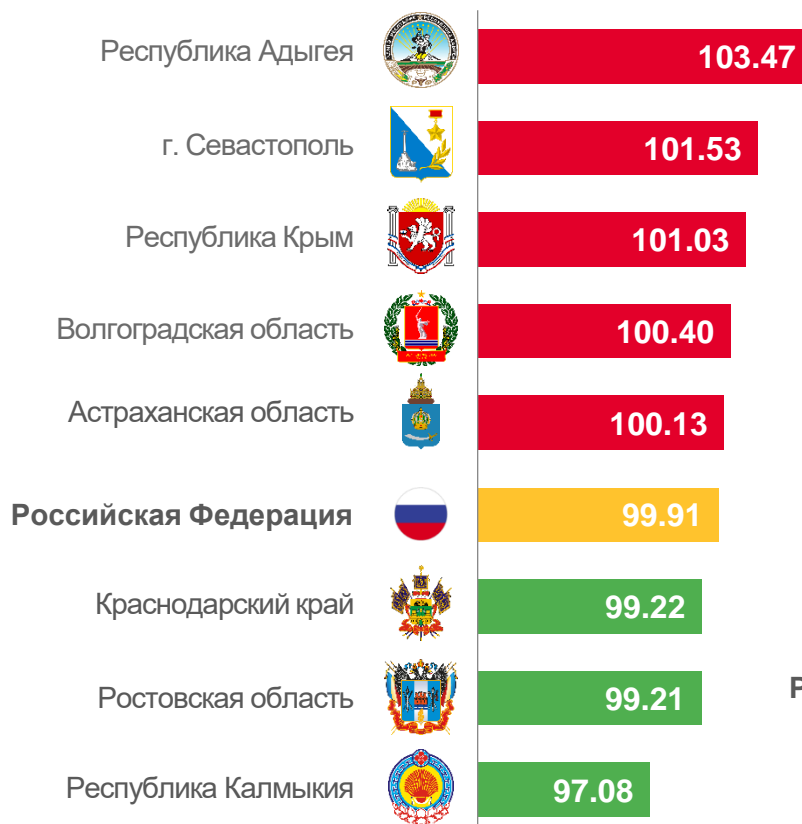 Республика Адыгея 103.47
г. Севастополь 101.53
Республика Крым 101.03
Волгоградская область 100.40
Астраханская область 100.13
Российская Федерация 99.91
Краснодарский край 99.22
Ростовская область 99.21
Р
Республика Калмыкия 97.08